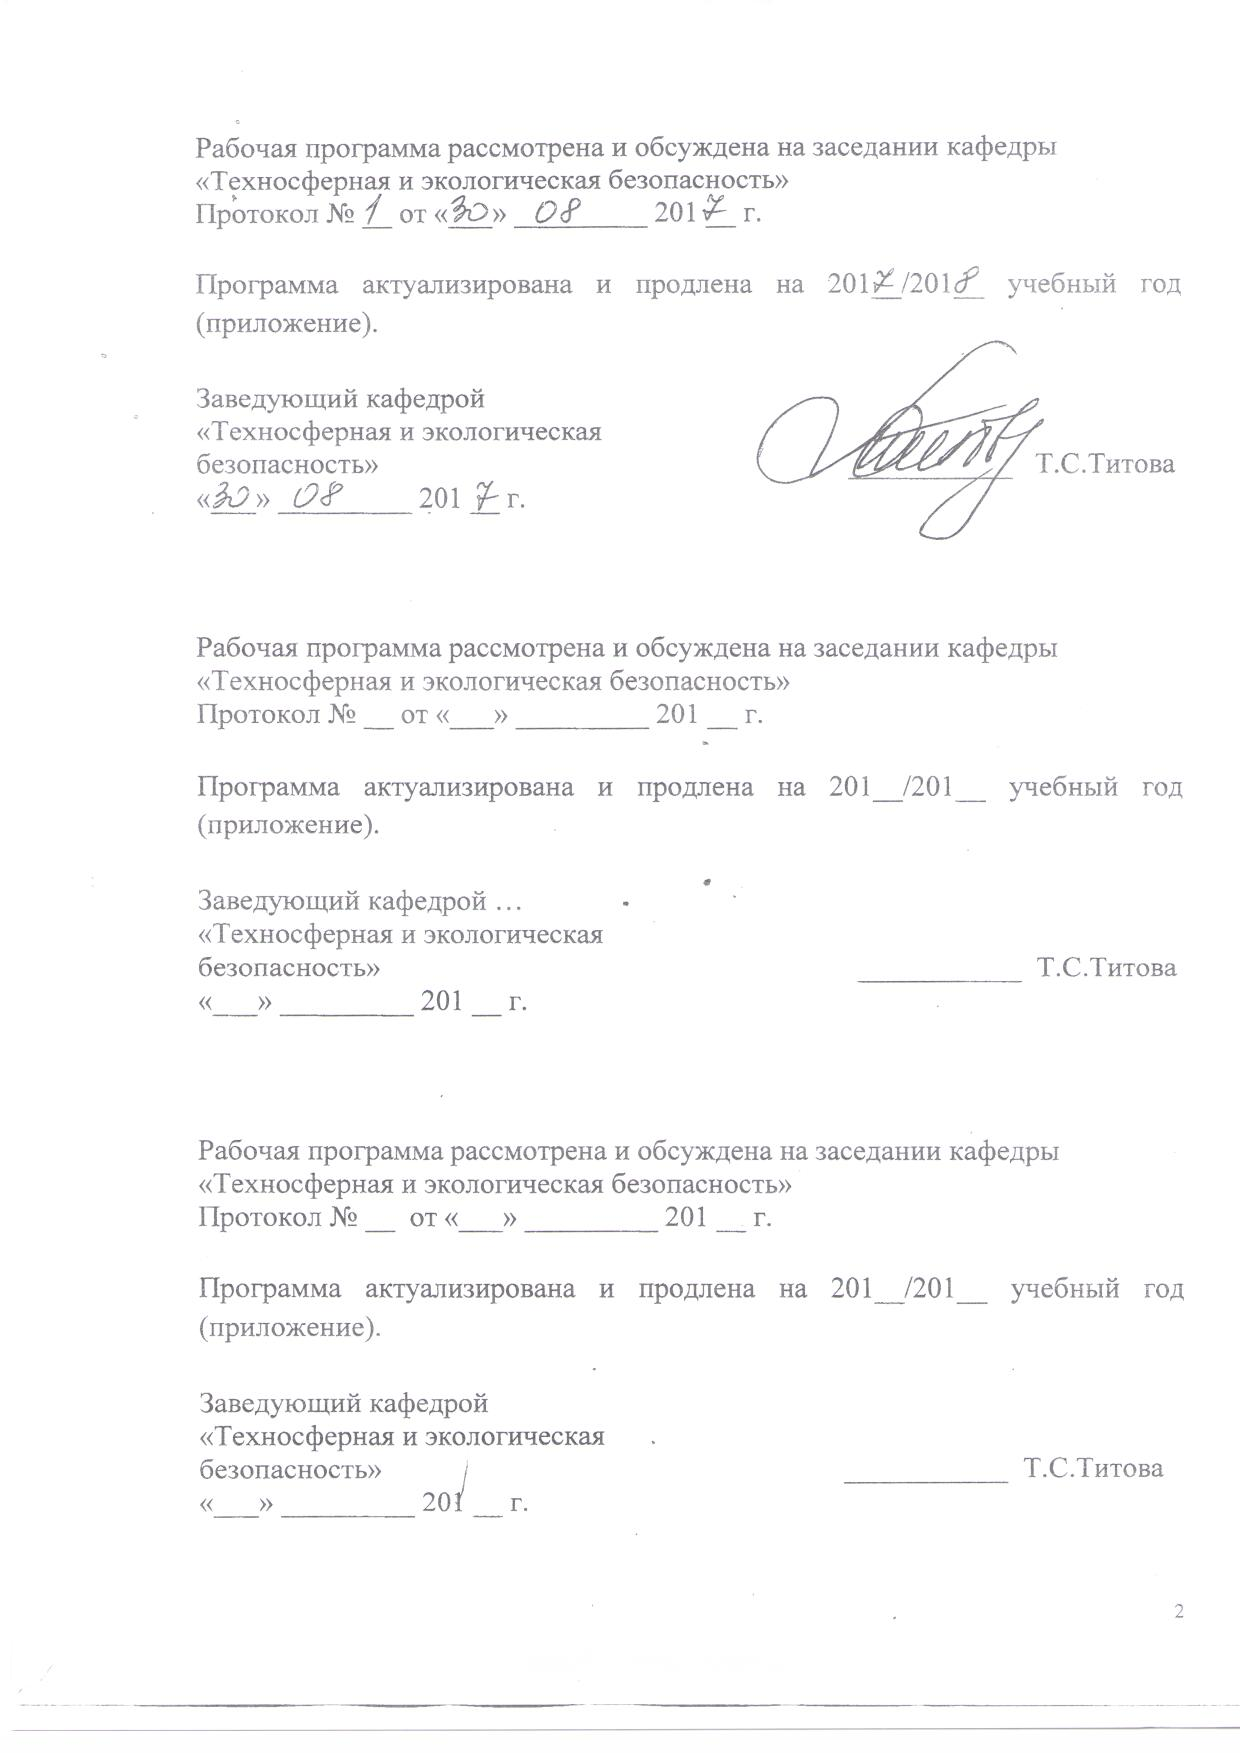 Рабочая программа рассмотрена и обсуждена на заседании кафедры
«Техносферная и экологическая безопасность»
Протокол № 1 от «30» 08 2017 г.
Программа актуализирована и продлена на 2017/2018 учебный год
(приложение).
Заведующий кафедрой
«Техносферная и экологическая
безопасность» Т.С.Титова
«30» 08 2017 г.
Рабочая программа рассмотрена и обсуждена на заседании кафедры
«Техносферная и экологическая безопасность»
Протокол № __ от «___» _________ 201 __ г.
Программа актуализирована и продлена на 201__/201__ учебный год
(приложение).
Заведующий кафедрой …
«Техносферная и экологическая
безопасность» ___________ Т.С.Титова
«___» _________ 201 __ г.
Рабочая программа рассмотрена и обсуждена на заседании кафедры
«Техносферная и экологическая безопасность»
Протокол № __ от «___» _________ 201 __ г.
Программа актуализирована и продлена на 201__/201__ учебный год
(приложение).
Заведующий кафедрой
«Техносферная и экологическая
безопасность» ___________ Т.С.Титова
«___» _________ 201 __ г.
2